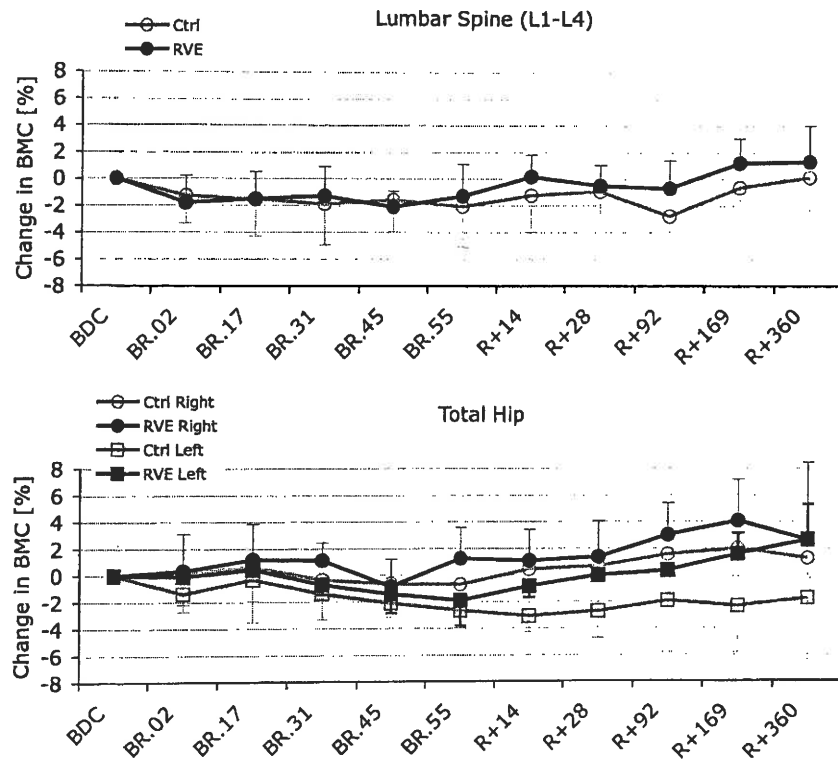 Lumbar Spine (L1-L4)
Ctrl
RVE
Change in BMC [%]
8
6
4
2
0
-2
-4
-6
-8
BDC
BR.02
BR.17
BR.31
BR.45
BR.55
R+14
R+28
R+92
R+169
R+360
Ctrl Right
RVE Right
Ctrl Left
RVE Left
Total Hip
Change in BMC [%]
8
6
4
2
0
-2
-4
-6
-8
BDC
BR.02
BR.17
BR.31
BR.45
BR.55
R+14
R+28
R+92
R+169
R+360